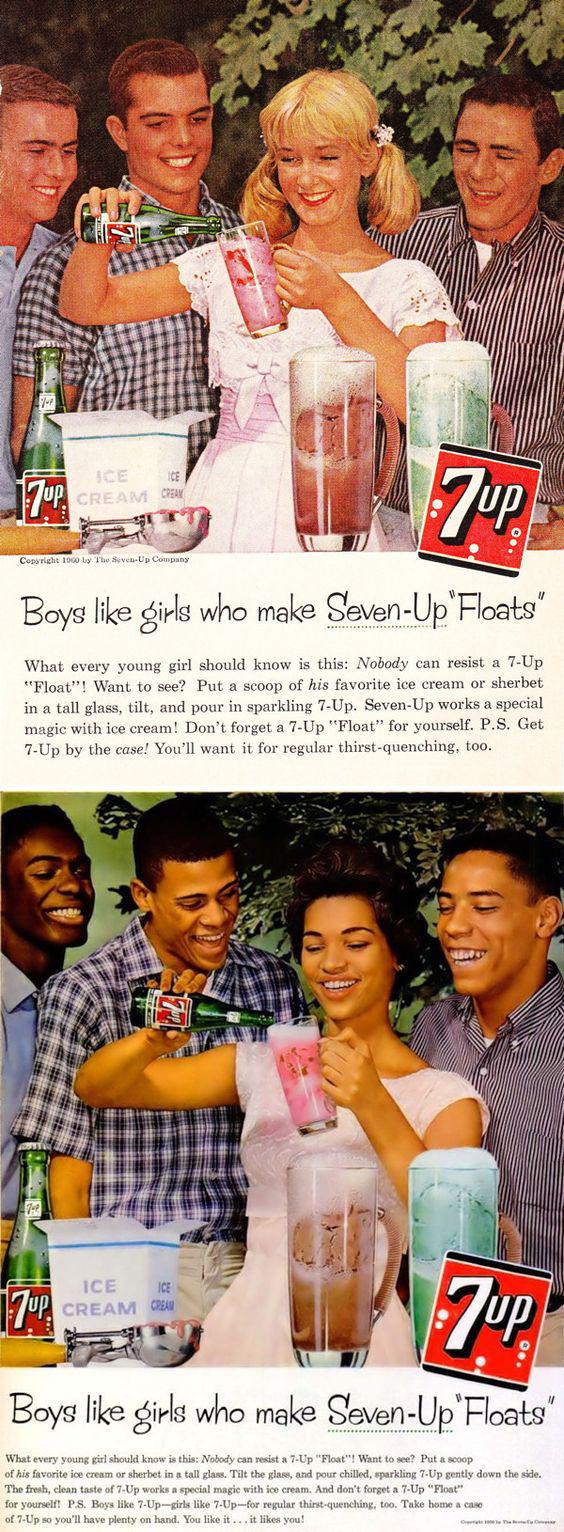 7up
7up
ICE ICE
CREAM CREAM
7up
7up
®
Copyright 1960 by The Seven-Up Company
Boys like girls who make Seven-Up "Floats"
What every young girl should know is this: Nobody can resist a 7-Up
"Float"! Want to see? Put a scoop of his favorite ice cream or sherbet
in a tall glass, tilt, and pour in sparkling 7-Up. Seven-Up works a special
magic with ice cream! Don't forget a 7-Up "Float" for yourself. P.S. Get
7-Up by the case! You'll want it for regular thirst-quenching, too.
7up
7up
ICE ICE
CREAM CREAM
7up
7up
®
Boys like girls who make Seven-Up "Floats"
What every young girl should know is this: Nobody can resist a 7-Up "Float"! Want to see? Put a scoop
of his favorite ice cream or sherbet in a tall glass. Tilt the glass, and pour chilled, sparkling 7-Up gently down the side.
The fresh, clean taste of 7-Up works a special magic with ice cream. And don't forget a 7-Up "Float"
for yourself! P.S. Boys like 7-Up—girls like 7-Up—for regular thirst-quenching, too. Take home a case
of 7-Up so you'll have plenty on hand. You like it . . . it likes you!
Copyright 1960 by The Seven-Up Company